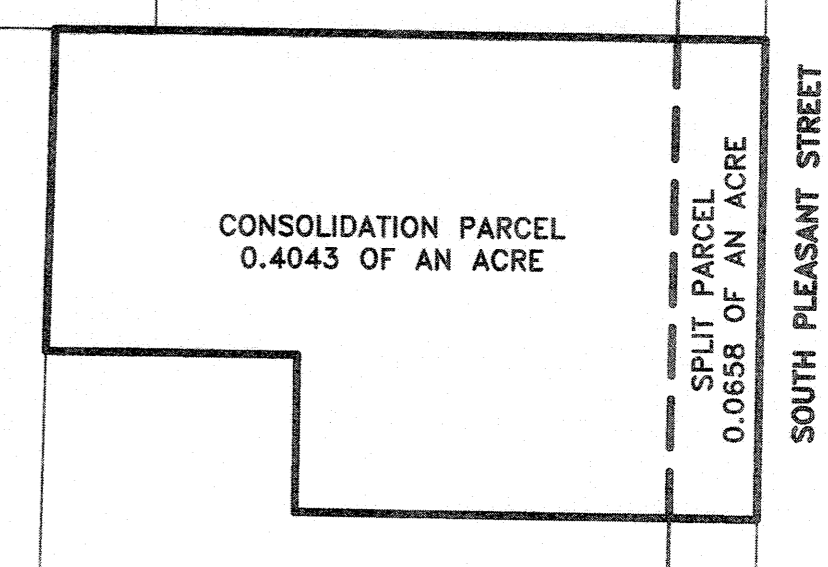 CONSOLIDATION PARCEL
0.4043 OF AN ACRE
SPLIT PARCEL
0.0658 OF AN ACRE
SOUTH PLEASANT STREET